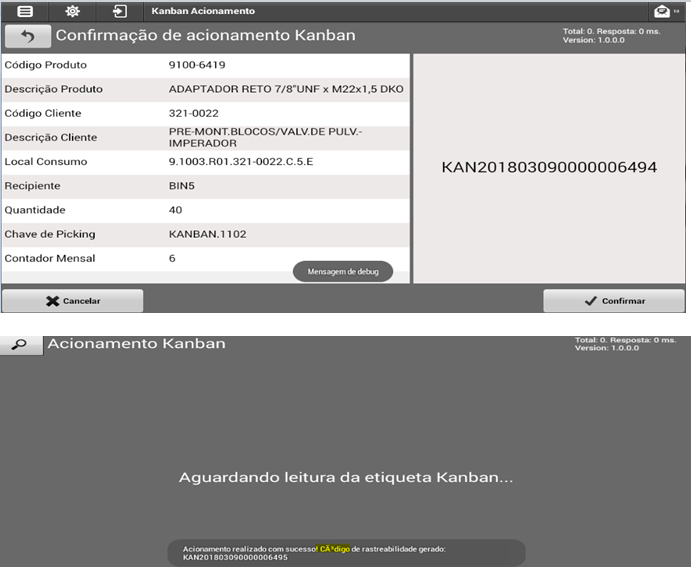 Kanban Acionamento
Confirmação de acionamento Kanban
Total: 0. Resposta: 0 ms.
Version: 1.0.0.0
Código Produto 9100-6419
Descrição Produto ADAPTADOR RETO 7/8"UNF x M22x1,5 DKO
Código Cliente 321-0022
Descrição Cliente PRE-MONT.BLOCOS/VALV.DE PULV.-
IMPERADOR
Local Consumo 9.1003.R01.321-0022.C.5.E
Recipiente BIN5
Quantidade 40
Chave de Picking KANBAN.1102
Contador Mensal 6
KAN201803090000006494
Mensagem de debug
Cancelar
Confirmar
Acionamento Kanban
Total: 0. Resposta: 0 ms.
Version: 1.0.0.0
Aguardando leitura da etiqueta Kanban...
Acionamento realizado com sucesso! CÃ³digo de rastreabilidade gerado:
KAN201803090000006495